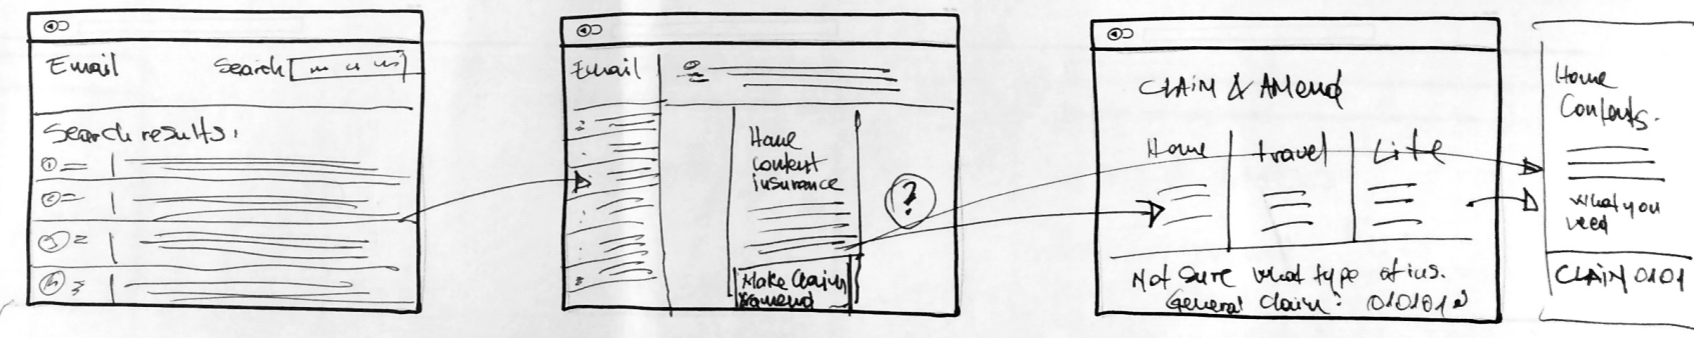 Email
Search
Search results:
Email
Home
content
insurance
?
Make Claim
& amend
CLAIM & AMEND
Home
travel
Life
Not sure what type of ins.
General Claim:
Home
Contents.
what you
need
CLAIM 0101